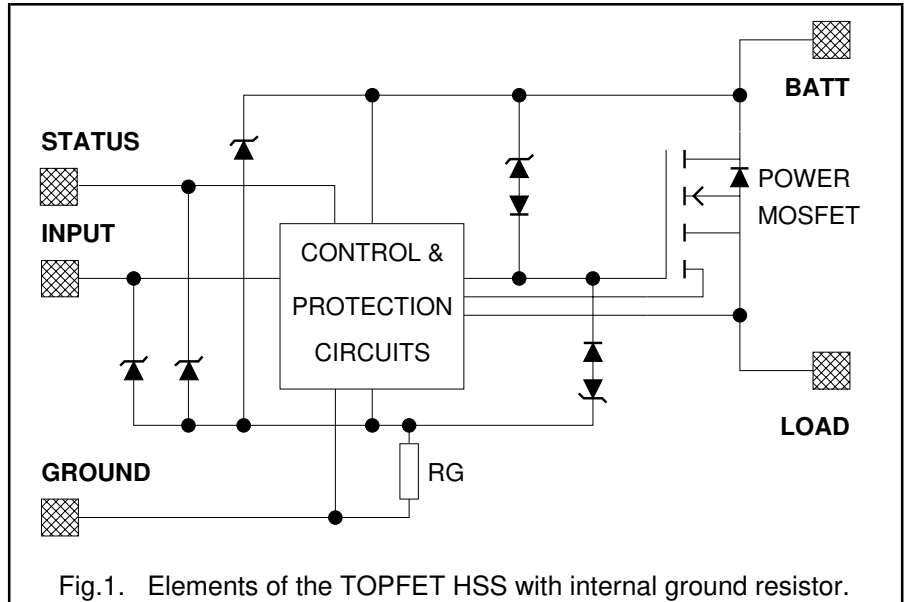 BATT
STATUS
POWER
MOSFET
INPUT
CONTROL &
PROTECTION
CIRCUITS
LOAD
GROUND
RG
Fig.1. Elements of the TOPFET HSS with internal ground resistor.